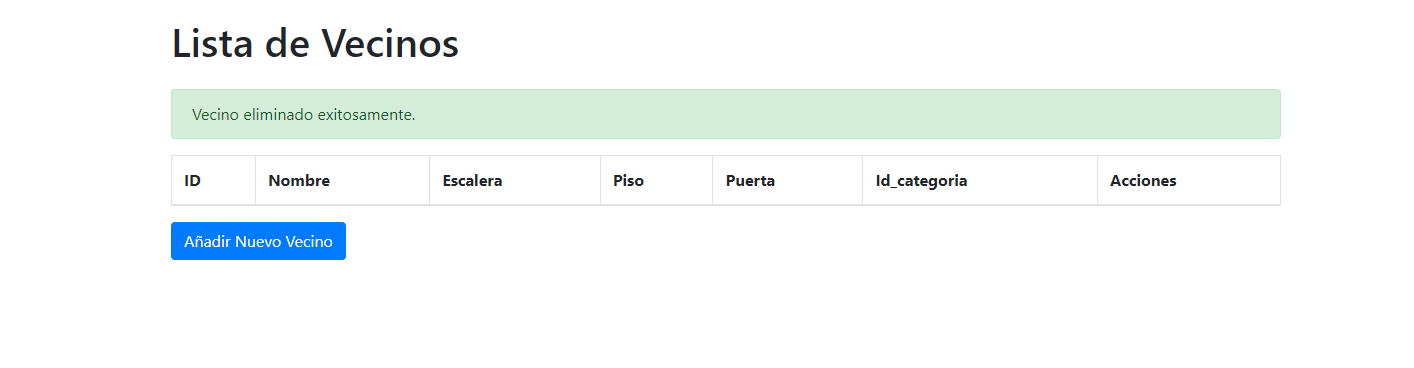 Lista de Vecinos
Vecino eliminado exitosamente.
ID Nombre Escalera Piso Puerta Id_categoria Acciones
Añadir Nuevo Vecino